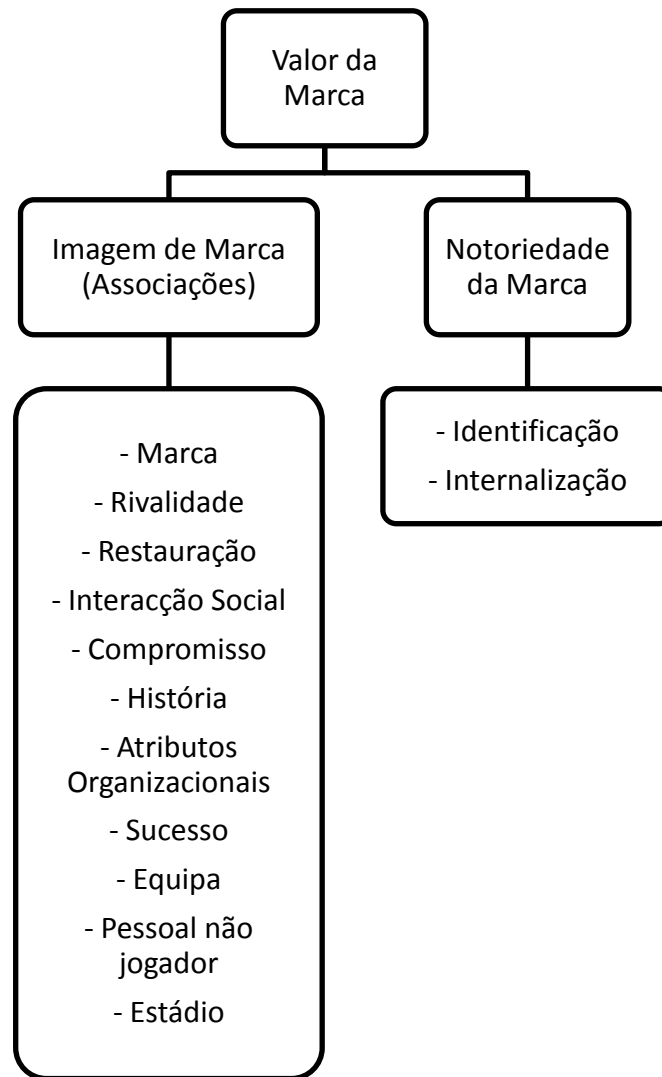 Valor da
Marca
Imagem de Marca
(Associações)
Notoriedade
da Marca
- Marca
- Rivalidade
- Restauração
- Interacção Social
- Compromisso
- História
- Atributos
Organizacionais
- Sucesso
- Equipa
- Pessoal não
jogador
- Estádio
- Identificação
- Internalização